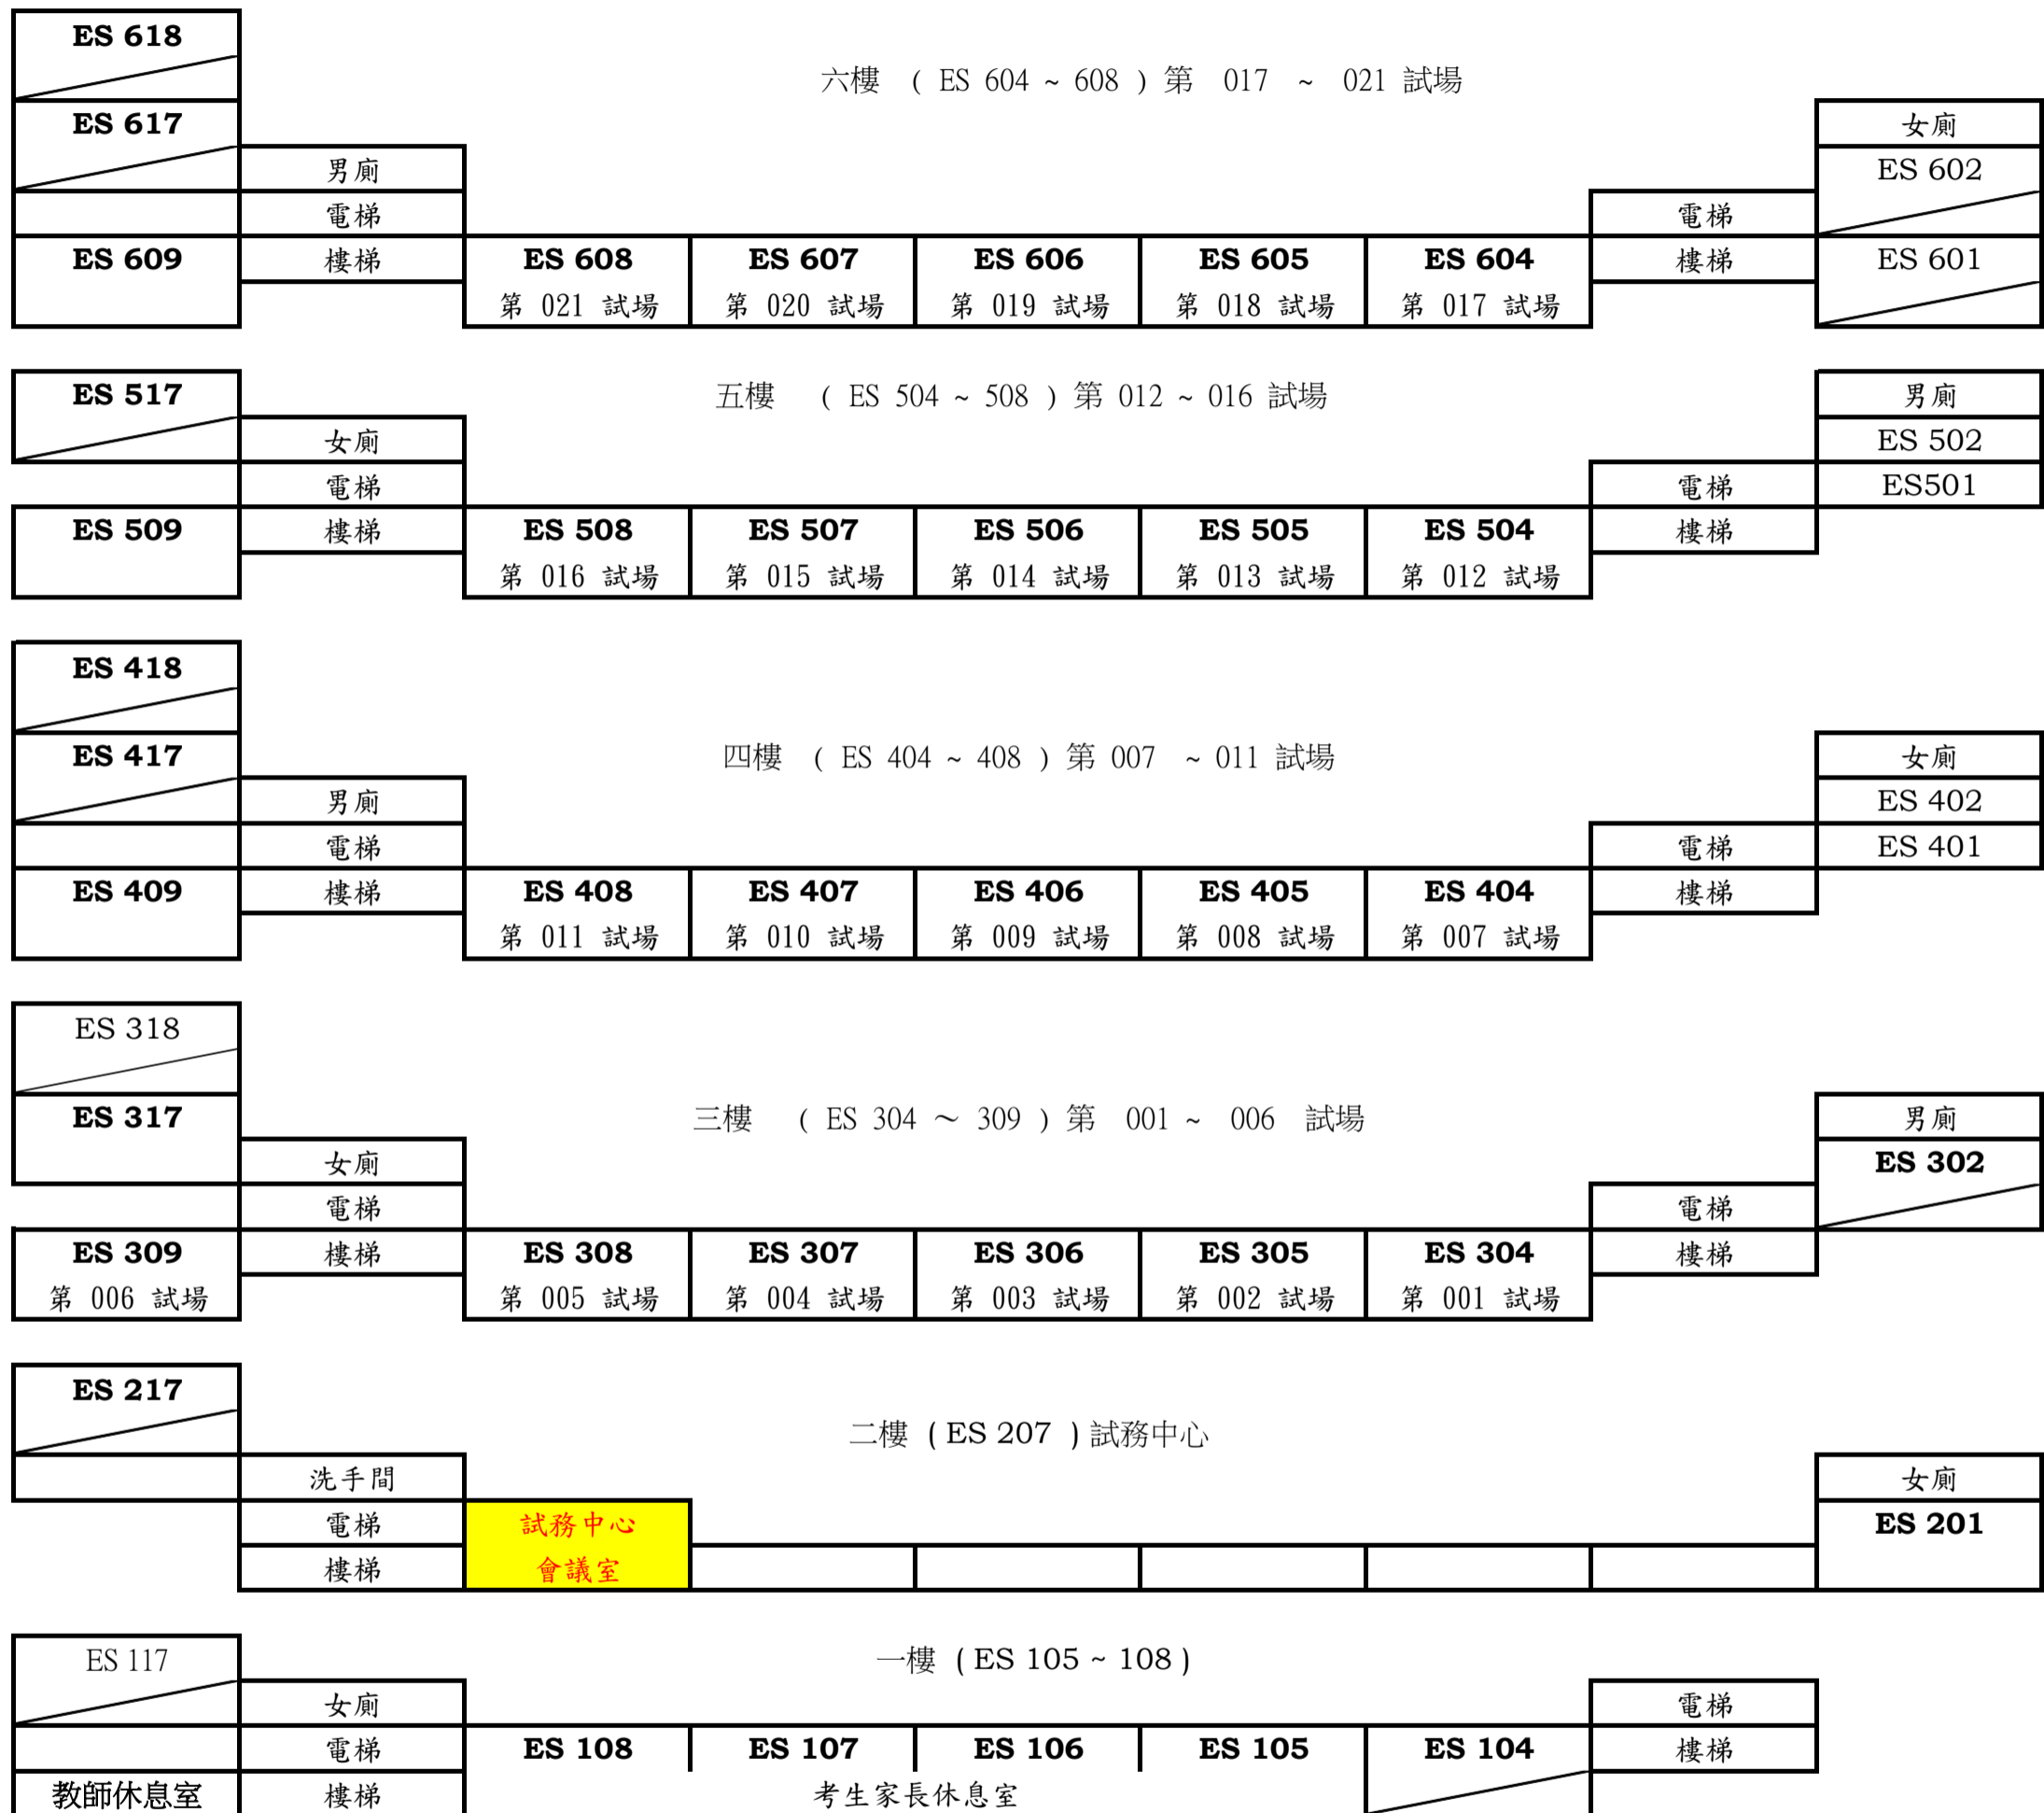 ES 618
六樓 ( ES 604 ~ 608 ) 第 017 ~ 021 試場
ES 617 女廁
男廁 ES 602
電梯 電梯
ES 609 樓梯 ES 608 ES 607 ES 606 ES 605 ES 604 樓梯 ES 601
第 021 試場 第 020 試場 第 019 試場 第 018 試場 第 017 試場
ES 517 五樓 ( ES 504 ~ 508 ) 第 012 ~ 016 試場 男廁
女廁 ES 502
電梯 電梯 ES501
ES 509 樓梯 ES 508 ES 507 ES 506 ES 505 ES 504 樓梯
第 016 試場 第 015 試場 第 014 試場 第 013 試場 第 012 試場
ES 418
ES 417 四樓 ( ES 404 ~ 408 ) 第 007 ~ 011 試場 女廁
男廁 ES 402
電梯 電梯 ES 401
ES 409 樓梯 ES 408 ES 407 ES 406 ES 405 ES 404 樓梯
第 011 試場 第 010 試場 第 009 試場 第 008 試場 第 007 試場
ES 318
ES 317 三樓 ( ES 304 ～ 309 ) 第 001 ~ 006 試場 男廁
女廁 ES 302
電梯 電梯
ES 309 樓梯 ES 308 ES 307 ES 306 ES 305 ES 304 樓梯
第 006 試場 第 005 試場 第 004 試場 第 003 試場 第 002 試場 第 001 試場
ES 217
二樓 ( ES 207 ) 試務中心
洗手間 女廁
電梯 試務中心 ES 201
樓梯 會議室
ES 117 一樓 ( ES 105 ~ 108 )
女廁 電梯
電梯 ES 108 ES 107 ES 106 ES 105 ES 104 樓梯
教師休息室 樓梯 考生家長休息室